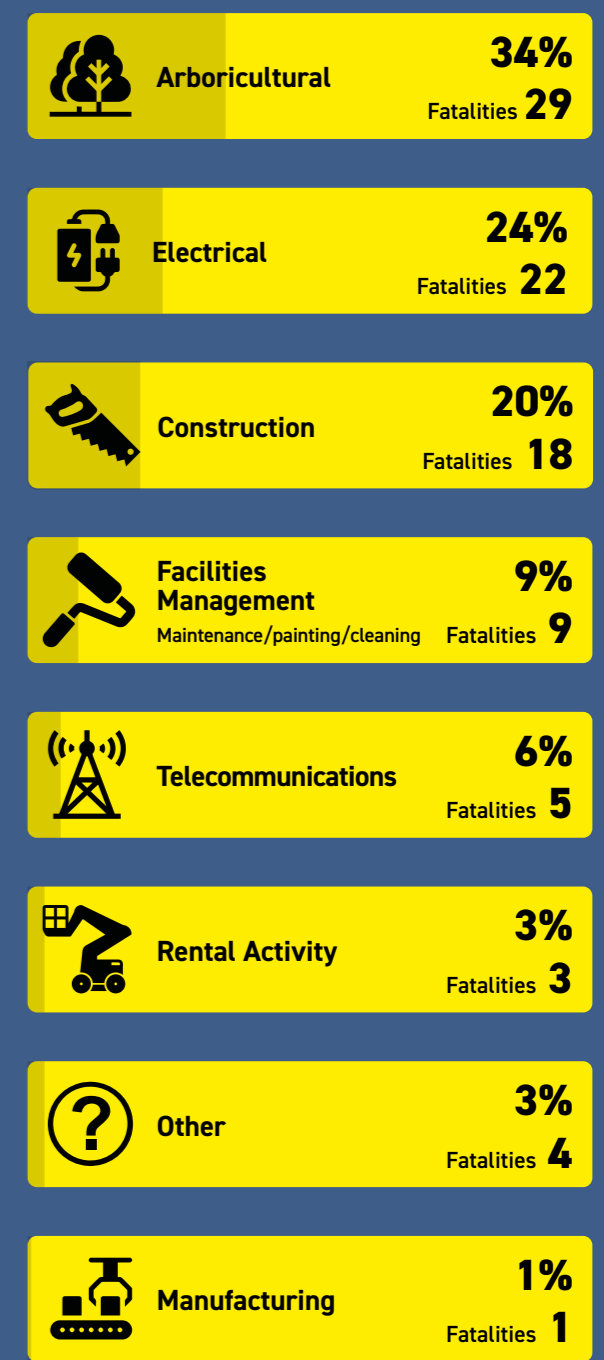 34%
Arboricultural
Fatalities 29
24%
Electrical
Fatalities 22
20%
Construction
Fatalities 18
Facilities
Management
Maintenance/painting/cleaning
9%
Fatalities 9
6%
Telecommunications
Fatalities 5
3%
Rental Activity
Fatalities 3
?
3%
Other
Fatalities 4
1%
Manufacturing
Fatalities 1